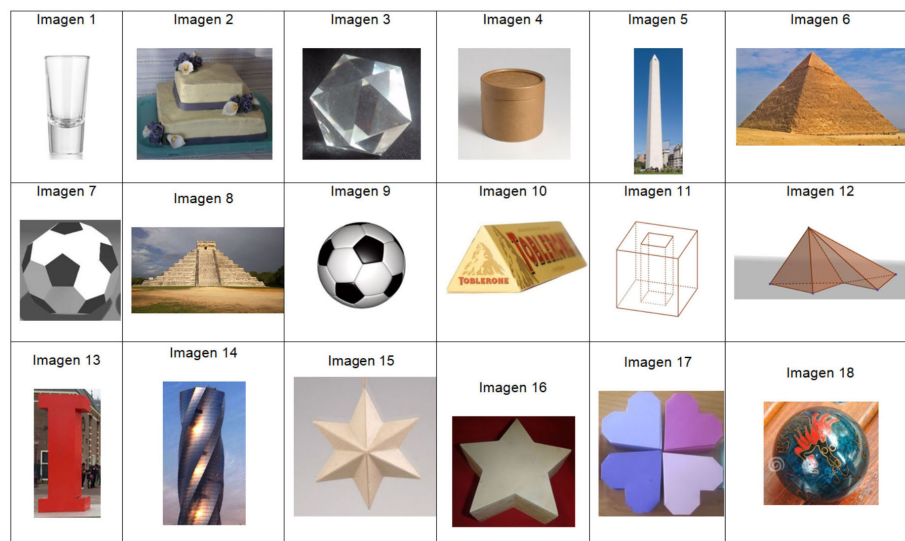 Imagen 1
Imagen 2
Imagen 3
Imagen 4
Imagen 5
Imagen 6
Imagen 7
Imagen 8
Imagen 9
Imagen 10
TOBLERONE
TOBLERONE
Imagen 11
Imagen 12
Imagen 13
I
Imagen 14
Imagen 15
Imagen 16
Imagen 17
Imagen 18